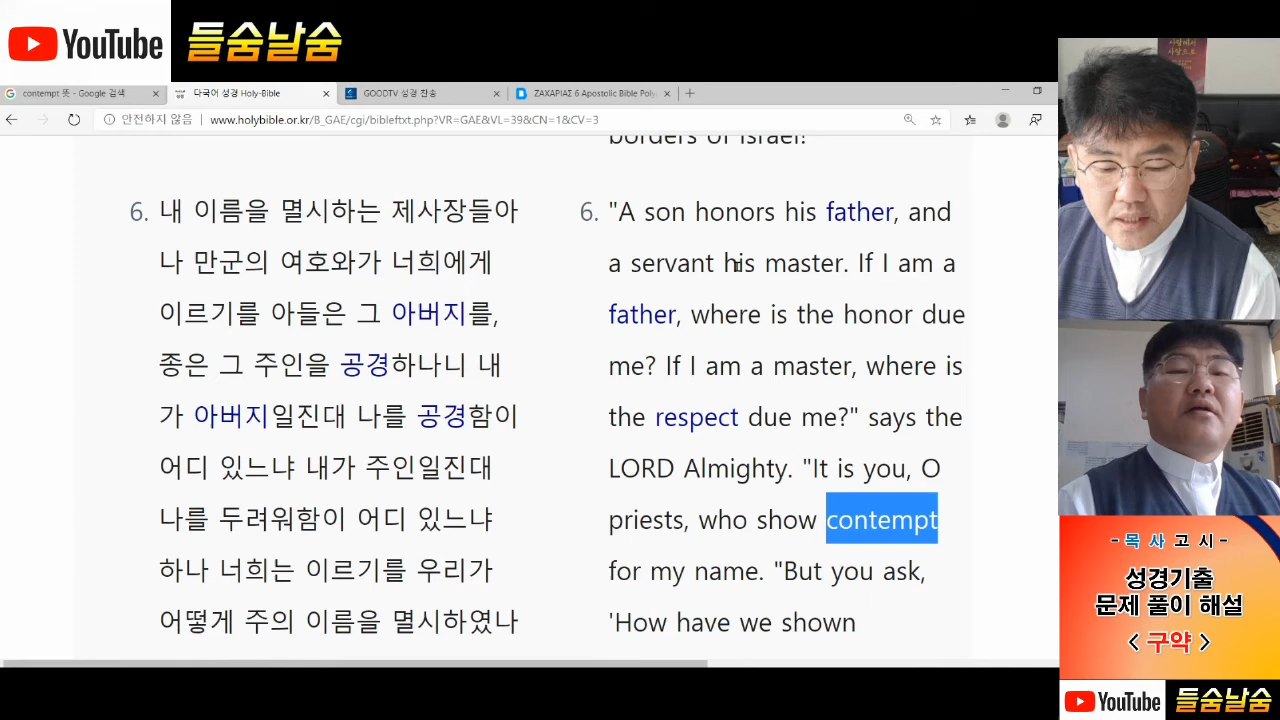 YouTube 들숨날숨
contempt 뜻 - Google 검색
다국어 성경 Holy-Bible
GOODTV 성경 찬송
ΖΑΧΑΡΙΑΣ 6 Apostolic Bible Poly
안전하지 않음 | www.holybible.or.kr/B_GAE/cgi/bibleftxt.php?VR=GAE&VL=39&CN=1&CV=3
borders of Israel!'
6. 내 이름을 멸시하는 제사장들아
나 만군의 여호와가 너희에게
이르기를 아들은 그 아버지를,
종은 그 주인을 공경하나니 내
가 아버지일진대 나를 공경함이
어디 있느냐 내가 주인일진대
나를 두려워함이 어디 있느냐
하나 너희는 이르기를 우리가
어떻게 주의 이름을 멸시하였나
6. "A son honors his father, and
a servant his master. If I am a
father, where is the honor due
me? If I am a master, where is
the respect due me?" says the
LORD Almighty. "It is you, O
priests, who show contempt
for my name. "But you ask,
'How have we shown
사랑에서
사랑으로
- 목 사 고 시 -
성경기출
문제 풀이 해설
< 구약 >
YouTube 들숨날숨